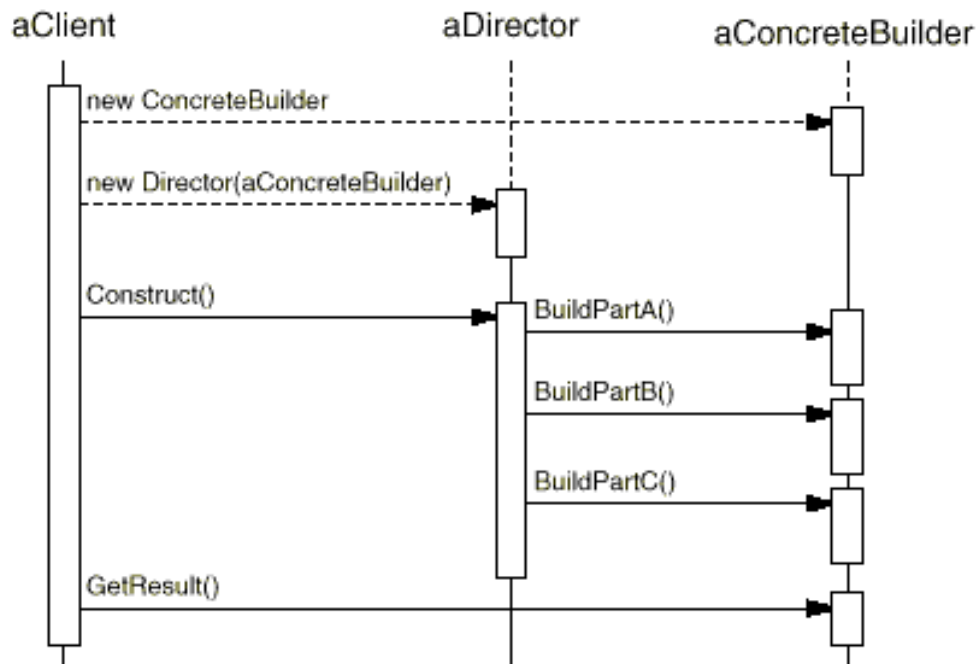 aClient
aDirector
aConcreteBuilder
new ConcreteBuilder
new Director(aConcreteBuilder)
Construct()
BuildPartA()
BuildPartB()
BuildPartC()
GetResult()